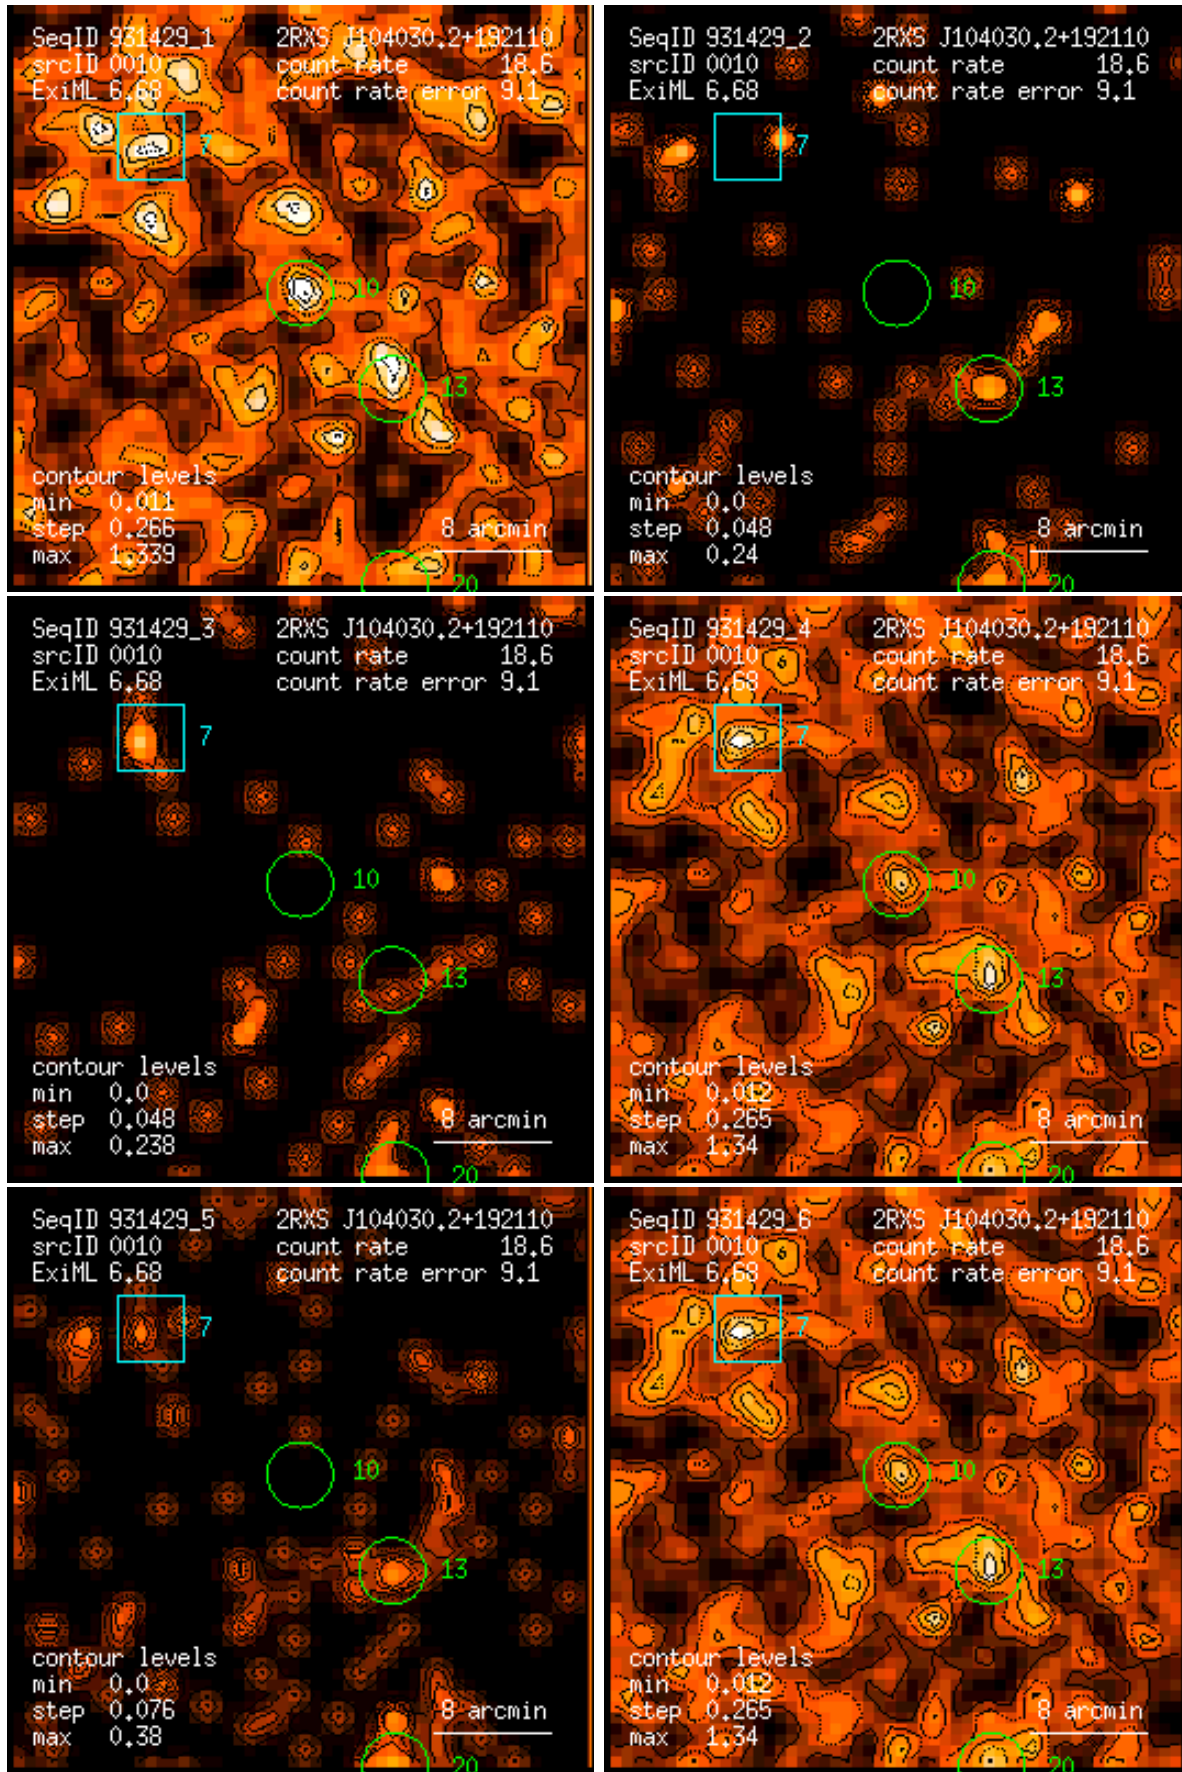 SeqID 931429_1 2RXS J104030.2+192110
srcID 0010 count rate 18.6
ExiML 6.68 count rate error 9.1
7
10
13
contour levels
min 0.011
step 0.266 8 arcmin
max 1.339
20
SeqID 931429_2 2RXS J104030.2+192110
srcID 0010 count rate 18.6
ExiML 6.68 count rate error 9.1
7
10
13
contour levels
min 0.0
step 0.048 8 arcmin
max 0.24
20
SeqID 931429_3 2RXS J104030.2+192110
srcID 0010 count rate 18.6
ExiML 6.68 count rate error 9.1
7
10
13
contour levels
min 0.0
step 0.048 8 arcmin
max 0.238
20
SeqID 931429_4 2RXS J104030.2+192110
srcID 0010 count rate 18.6
ExiML 6.68 count rate error 9.1
7
10
13
contour levels
min 0.012
step 0.265 8 arcmin
max 1.34
20
SeqID 931429_5 2RXS J104030.2+192110
srcID 0010 count rate 18.6
ExiML 6.68 count rate error 9.1
7
10
13
contour levels
min 0.0
step 0.076 8 arcmin
max 0.38
20
SeqID 931429_6 2RXS J104030.2+192110
srcID 0010 count rate 18.6
ExiML 6.68 count rate error 9.1
7
10
13
contour levels
min 0.012
step 0.265 8 arcmin
max 1.34
20